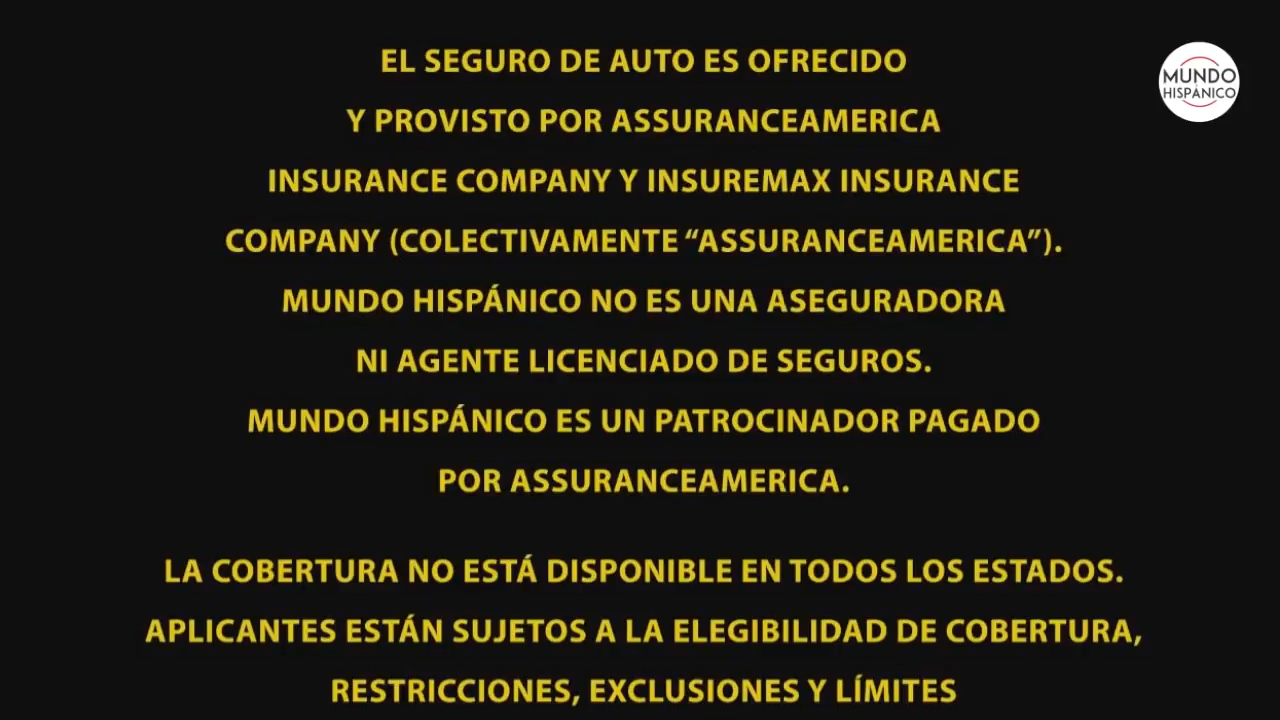 EL SEGURO DE AUTO ES OFRECIDO
Y PROVISTO POR ASSURANCEAMERICA
INSURANCE COMPANY Y INSUREMAX INSURANCE
COMPANY (COLECTIVAMENTE “ASSURANCEAMERICA”).
MUNDO HISPÁNICO NO ES UNA ASEGURADORA
NI AGENTE LICENCIADO DE SEGUROS.
MUNDO HISPÁNICO ES UN PATROCINADOR PAGADO
POR ASSURANCEAMERICA.
LA COBERTURA NO ESTÁ DISPONIBLE EN TODOS LOS ESTADOS.
APLICANTES ESTÁN SUJETOS A LA ELEGIBILIDAD DE COBERTURA,
RESTRICCIONES, EXCLUSIONES Y LÍMITES
MUNDO
HISPÁNICO